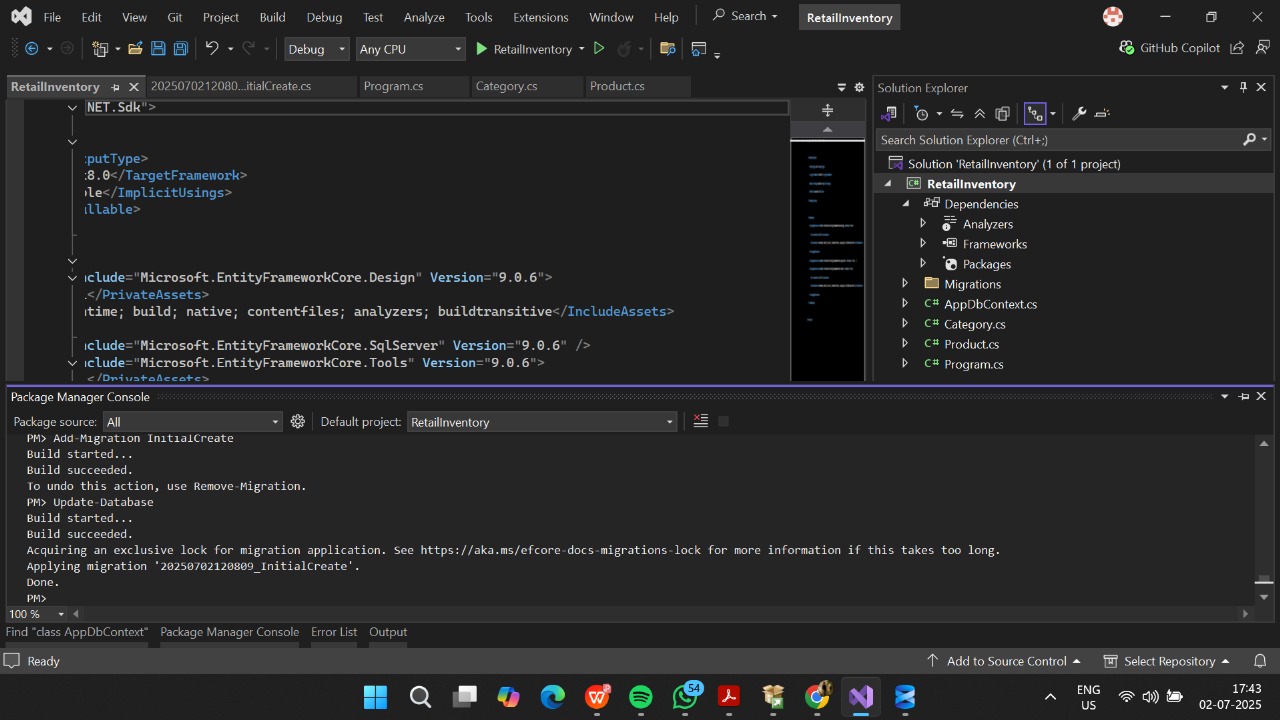 File Edit View Git Project Build Debug Test Analyze Tools Extensions Window Help Search RetailInventory
Debug Any CPU RetailInventory GitHub Copilot
RetailInventory 2025070212080...itialCreate.cs Program.cs Category.cs Product.cs
NET.Sdk">
putType>
8.0</TargetFramework>
ble</ImplicitUsings>
llable>
nclude="Microsoft.EntityFrameworkCore.Design" Version="9.0.6">
</PrivateAssets>
ntime; build; native; contentfiles; analyzers; buildtransitive</IncludeAssets>
nclude="Microsoft.EntityFrameworkCore.SqlServer" Version="9.0.6" />
nclude="Microsoft.EntityFrameworkCore.Tools" Version="9.0.6">
</PrivateAssets>
Solution Explorer
Search Solution Explorer (Ctrl+;)
Solution 'RetailInventory' (1 of 1 project)
C# RetailInventory
Dependencies
Analyzers
Frameworks
Packages
Migrations
C# AppDbContext.cs
C# Category.cs
C# Product.cs
C# Program.cs
Package Manager Console
Package source: All Default project: RetailInventory
PM> Add-Migration InitialCreate
Build started...
Build succeeded.
To undo this action, use Remove-Migration.
PM> Update-Database
Build started...
Build succeeded.
Acquiring an exclusive lock for migration application. See https://aka.ms/efcore-docs-migrations-lock for more information if this takes too long.
Applying migration '20250702120809_InitialCreate'.
Done.
PM>
100 %
Find "class AppDbContext" Package Manager Console Error List Output
Ready Add to Source Control Select Repository
54
ENG
US
17:43
02-07-2025